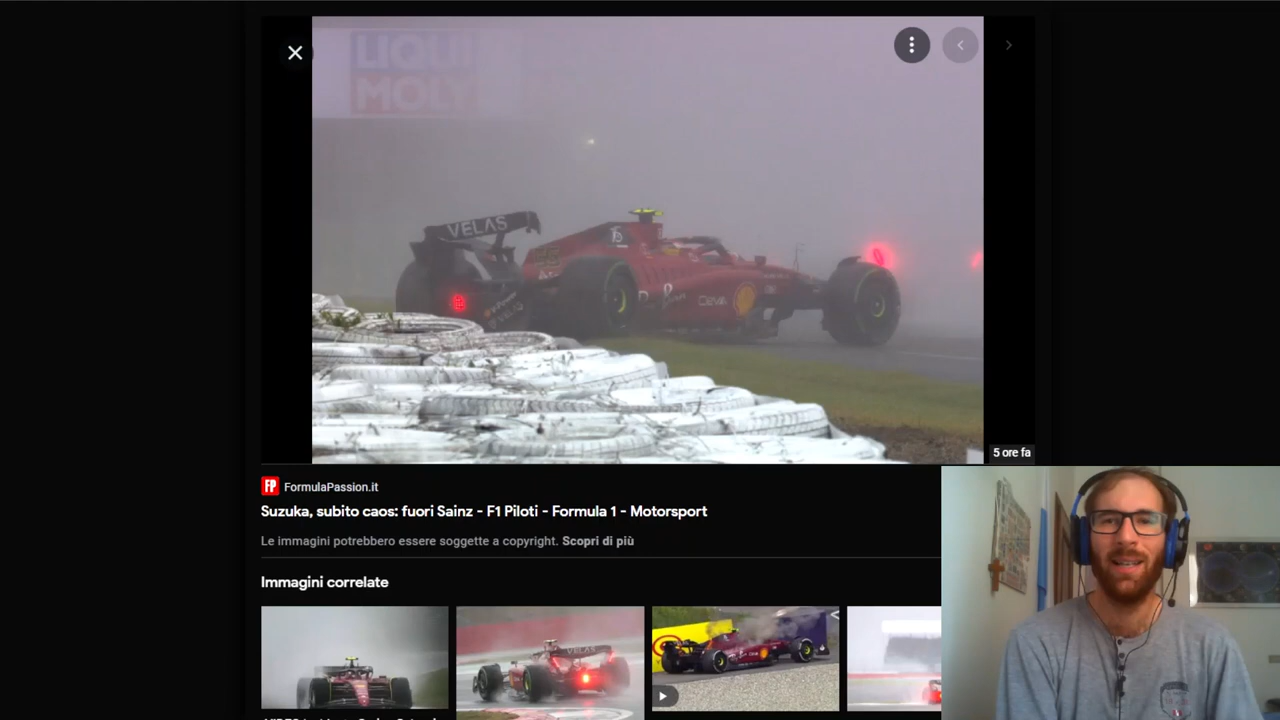 LIQUI
MOLY
VELAS
5 ore fa
FormulaPassion.it
Suzuka, subito caos: fuori Sainz - F1 Piloti - Formula 1 - Motorsport
Le immagini potrebbero essere soggette a copyright. Scopri di più
Immagini correlate
VELAS